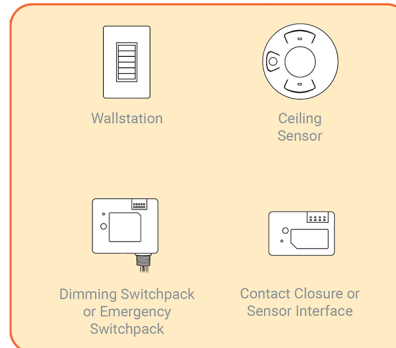 Wallstation
Ceiling
Sensor
Dimming Switchpack
or Emergency
Switchpack
Contact Closure or
Sensor Interface